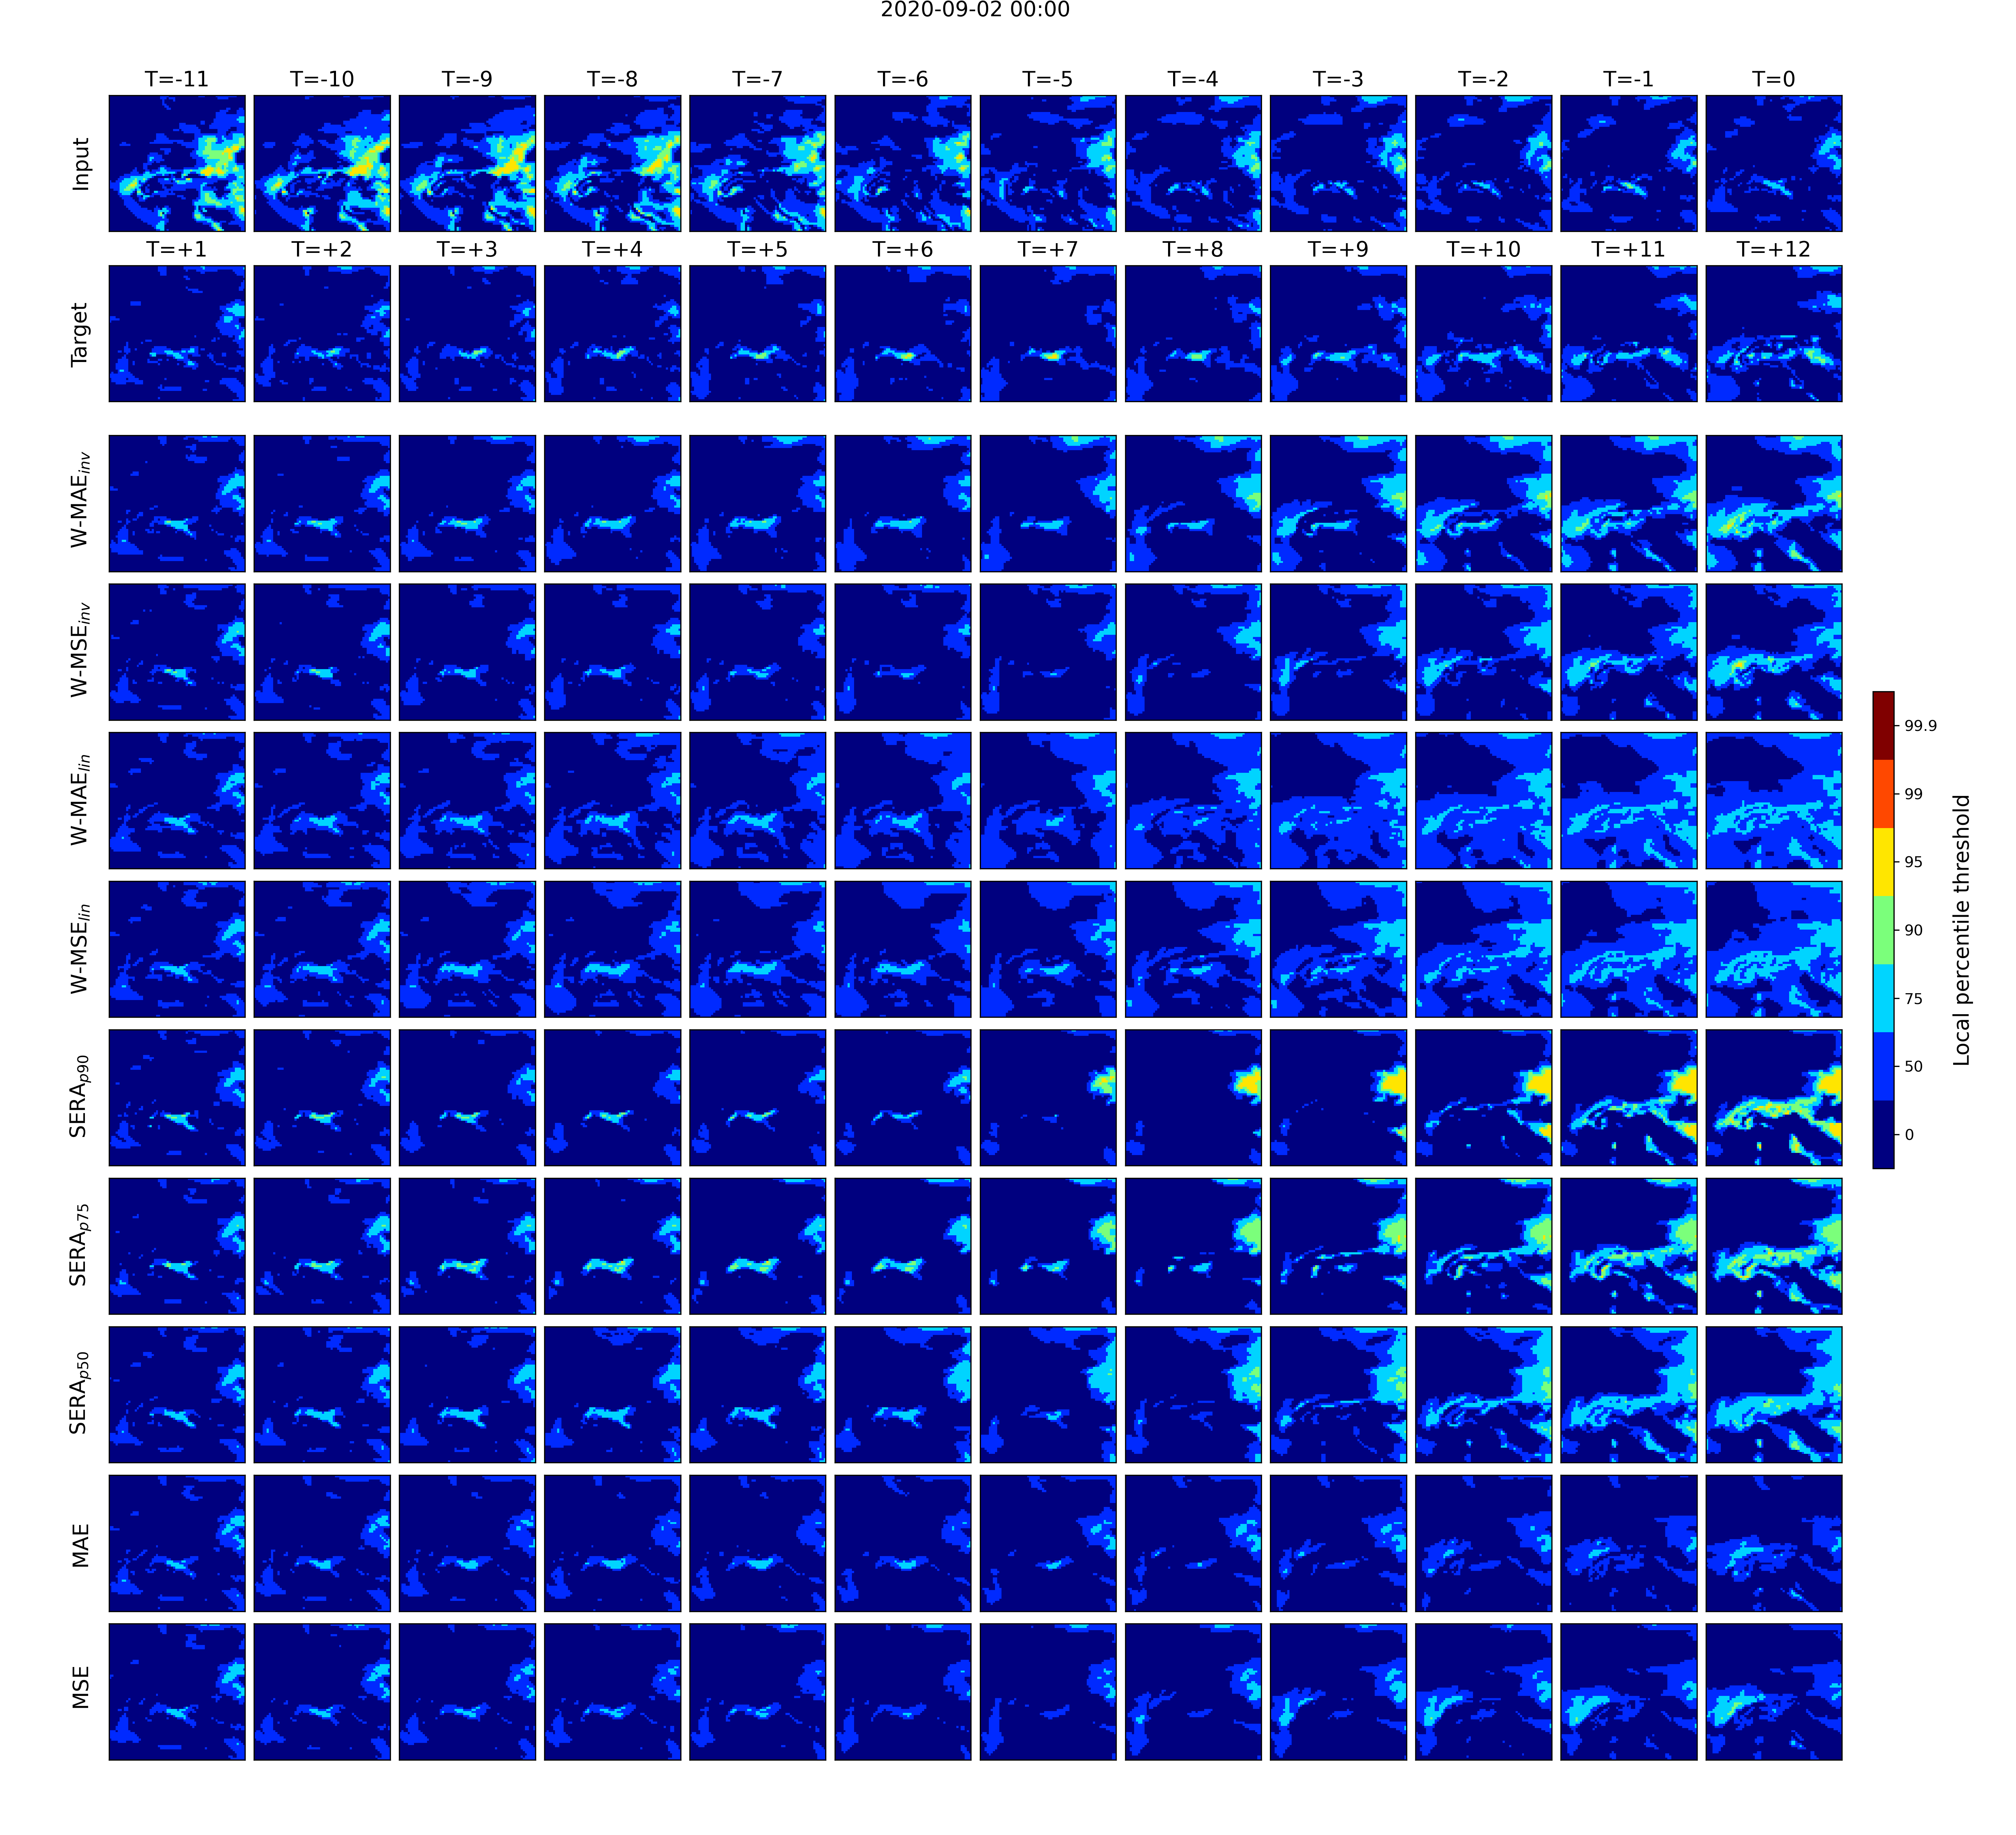 2020-09-02 00:00
T=-11 T=-10 T=-9 T=-8 T=-7 T=-6 T=-5 T=-4 T=-3 T=-2 T=-1 T=0
Input
T=+1 T=+2 T=+3 T=+4 T=+5 T=+6 T=+7 T=+8 T=+9 T=+10 T=+11 T=+12
Target
W-MAEinv
W-MSEinv
W-MAElin
W-MSElin
SERAp90
SERAp75
SERAp50
MAE
MSE
99.9
99
95
90
75
50
0
Local percentile threshold